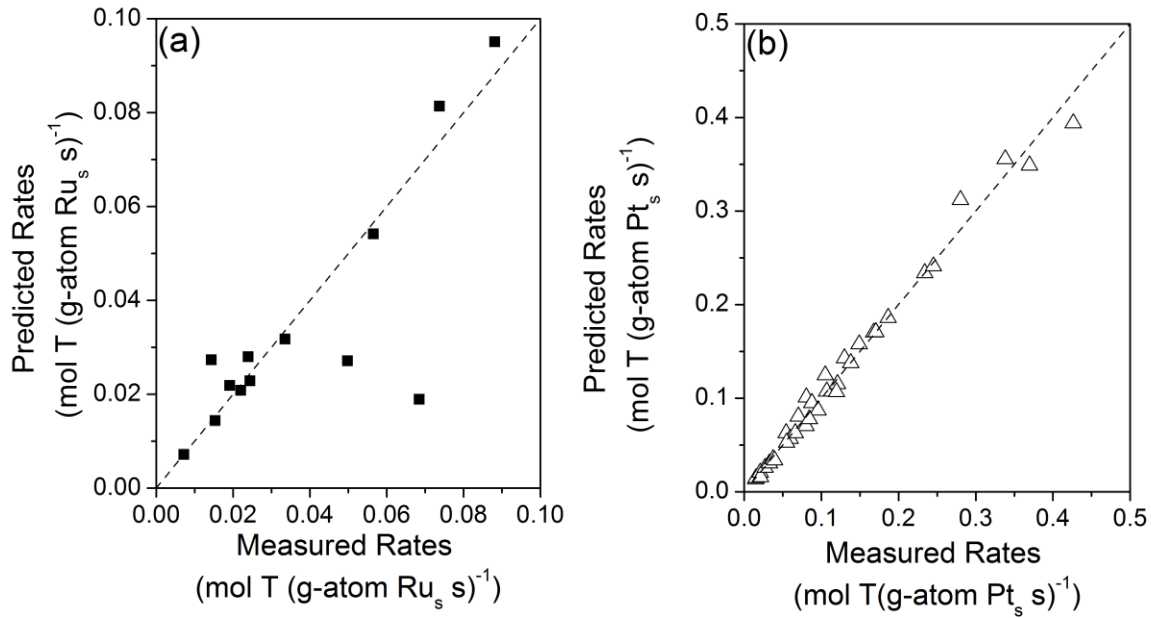 (a)
0.10
0.08
0.06
0.04
0.02
0.00
0.00 0.02 0.04 0.06 0.08 0.10
Predicted Rates
(mol T (g-atom Ruₛ s)⁻¹
Measured Rates
(mol T (g-atom Ruₛ s)⁻¹
(b)
0.5
0.4
0.3
0.2
0.1
0.0
0.0 0.1 0.2 0.3 0.4 0.5
Predicted Rates
(mol T (g-atom Ptₛ s)⁻¹
Measured Rates
(mol T(g-atom Ptₛ s)⁻¹